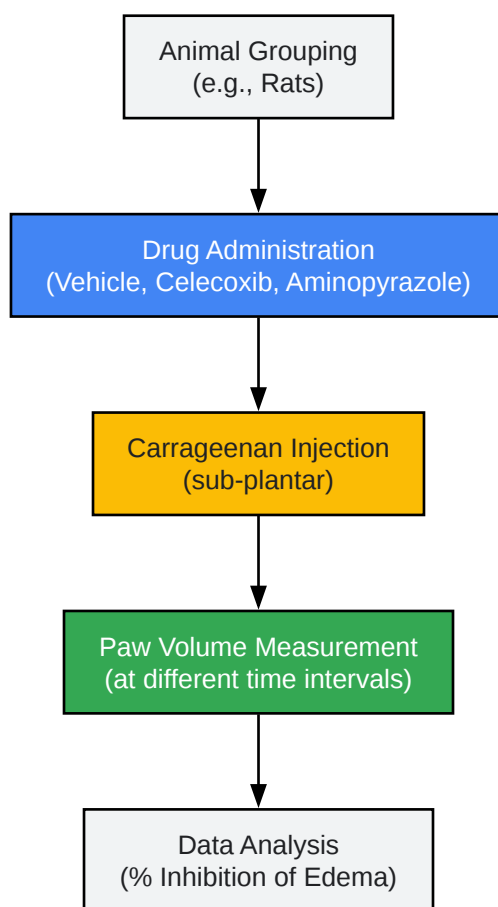 Animal Grouping
(e.g., Rats)
Drug Administration
(Vehicle, Celecoxib, Aminopyrazole)
Carrageenan Injection
(sub-plantar)
Paw Volume Measurement
(at different time intervals)
Data Analysis
(% Inhibition of Edema)